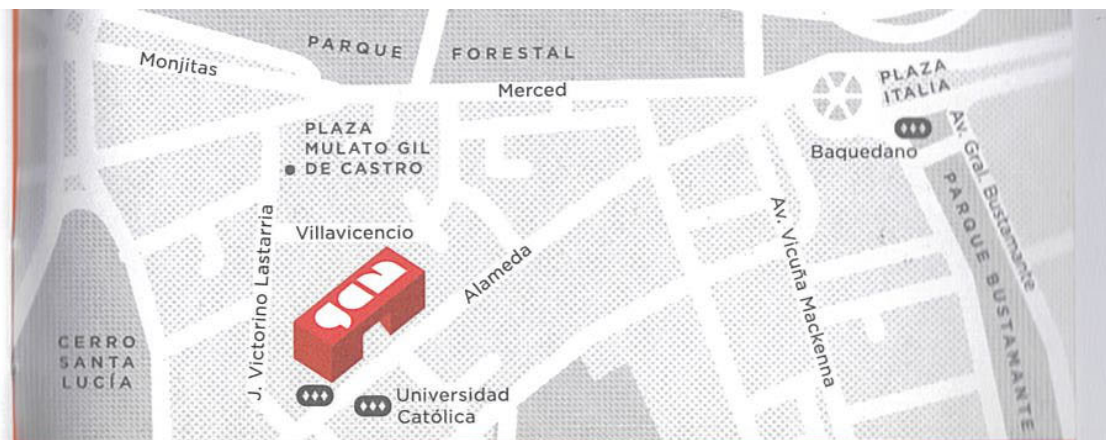 PARQUE FORESTAL
Monjitas
Merced
PLAZA
ITALIA
PLAZA
MULATO GIL
DE CASTRO
Baquedano
Av. Gral. Bustamante
PARQUE BUSTAMANTE
Villavicencio
J. Victorino Lastarria
Alameda
Av. Vicuña Mackenna
CERRO
SANTA
LUCÍA
Universidad
Católica